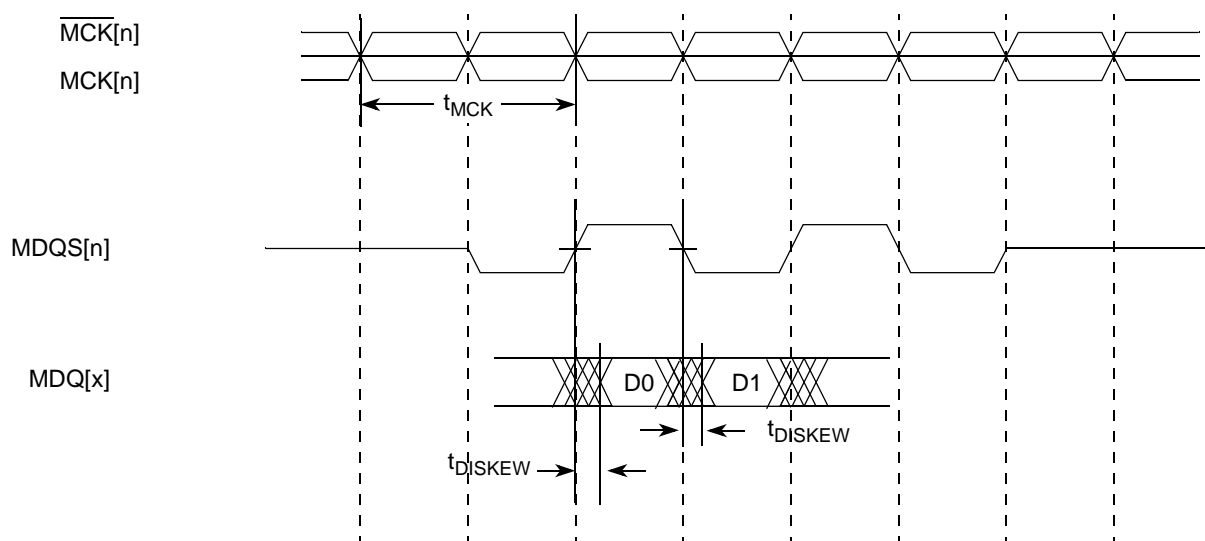 MCK[n]
MCK[n]
tMCK
MDQS[n]
MDQ[x]
D0
D1
tDISKEW
tDISKEW